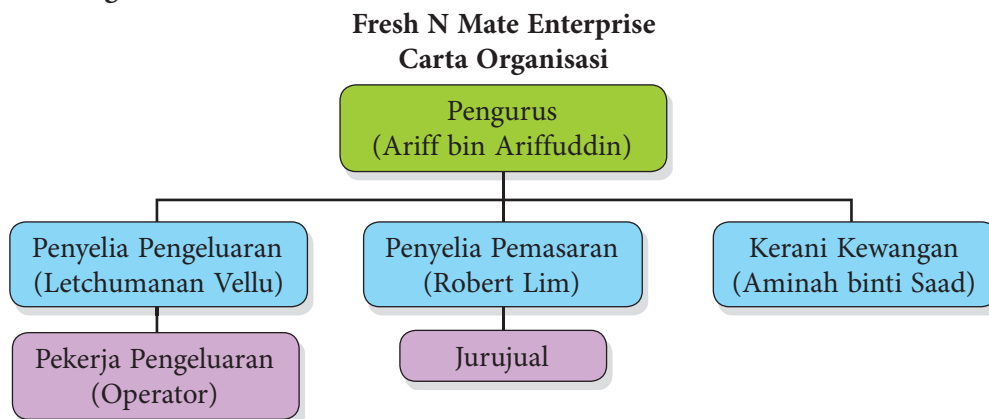 Fresh N Mate Enterprise
Carta Organisasi
Pengurus
(Ariff bin Ariffuddin)
Penyelia Pengeluaran
(Letchumanan Vellu)
Penyelia Pemasaran
(Robert Lim)
Kerani Kewangan
(Aminah binti Saad)
Pekerja Pengeluaran
(Operator)
Jurujual